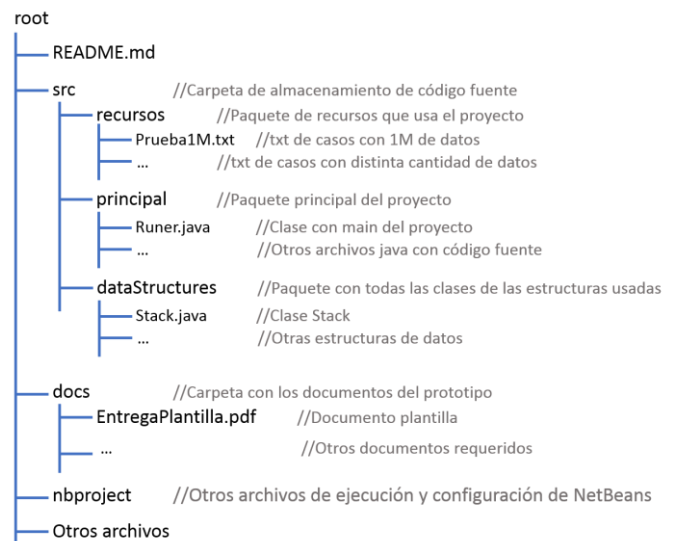 root
README.md
src //Carpeta de almacenamiento de código fuente
recursos //Paquete de recursos que usa el proyecto
Prueba1M.txt //txt de casos con 1M de datos
... //txt de casos con distinta cantidad de datos
principal //Paquete principal del proyecto
Runer.java //Clase con main del proyecto
... //Otros archivos java con código fuente
dataStructures //Paquete con todas las clases de las estructuras usadas
Stack.java //Clase Stack
... //Otras estructuras de datos
docs //Carpeta con los documentos del prototipo
EntregaPlantilla.pdf //Documento plantilla
... //Otros documentos requeridos
nbproject //Otros archivos de ejecución y configuración de NetBeans
Otros archivos